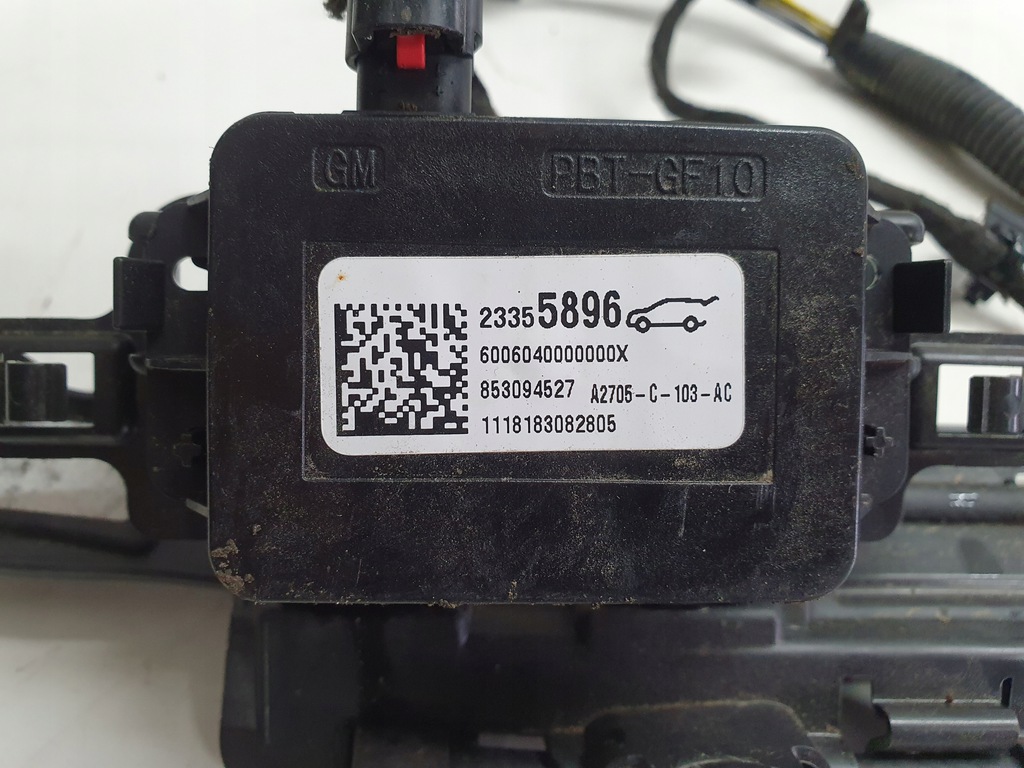 GM PBT-GF10
23355896
6006040000000X
853094527 A2705-C-103-AC
1118183082805